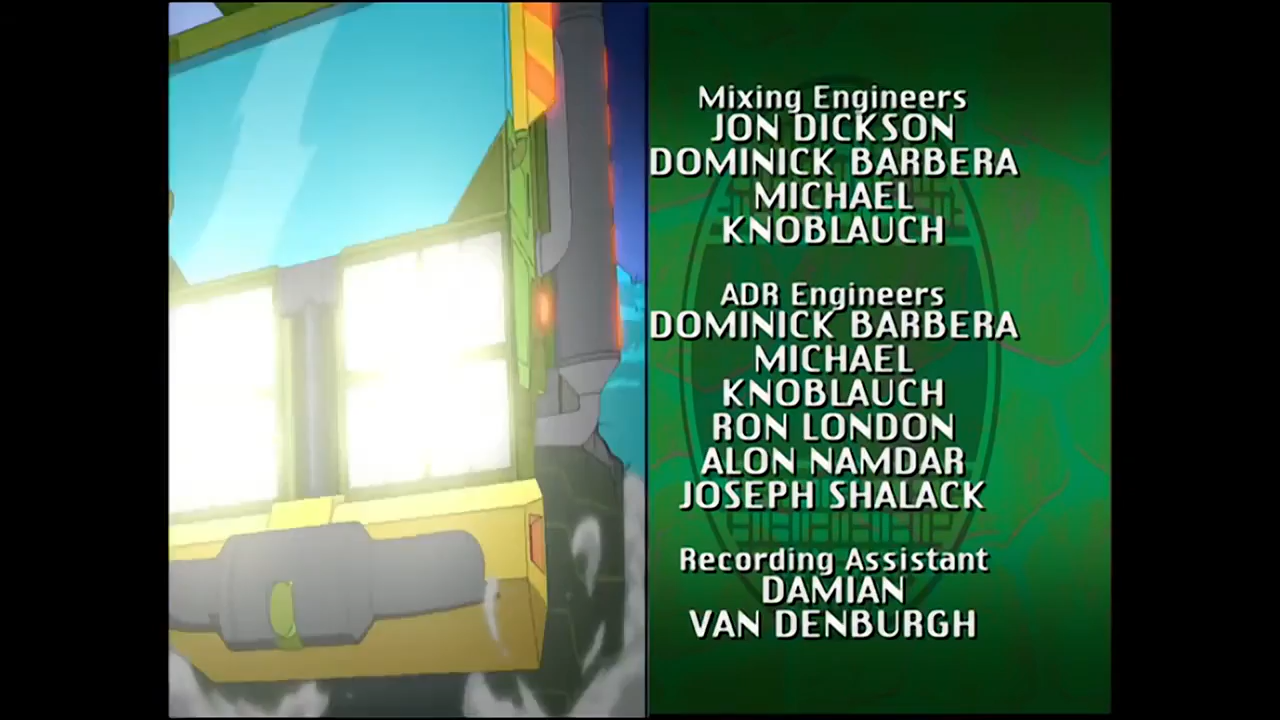 Mixing Engineers
JON DICKSON
DOMINICK BARBERA
MICHAEL
KNOBLAUCH
ADR Engineers
DOMINICK BARBERA
MICHAEL
KNOBLAUCH
RON LONDON
ALON NAMDAR
JOSEPH SHALACK
Recording Assistant
DAMIAN
VAN DENBURGH